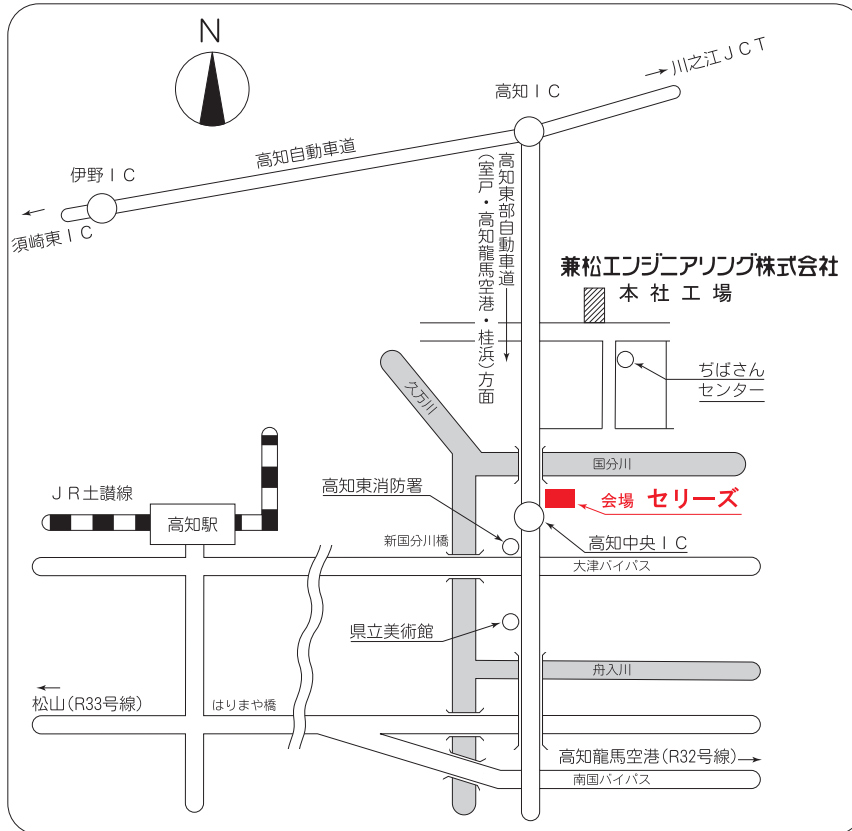 N
→川之江JCT
高知IC
高知自動車道
伊野IC
←
須崎東IC
高知東部自動車道
(室戸・高知龍馬空港・桂浜)方面
兼松エンジニアリング株式会社
本社工場
ぢばさん
センター
久万川
国分川
JR土讃線
高知駅
高知東消防署
会場 セリーズ
新国分川橋
高知中央IC
大津バイパス
県立美術館
舟入川
←
松山(R33号線)
はりまや橋
高知龍馬空港(R32号線)→
南国バイパス